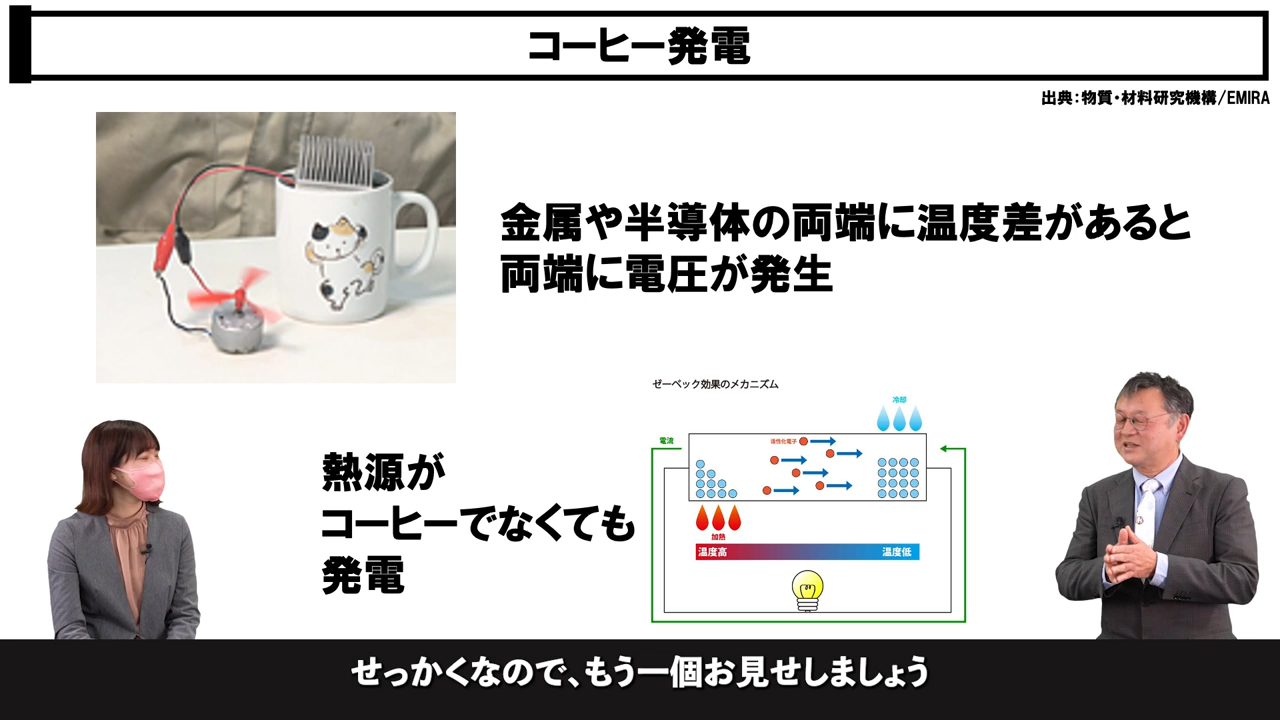 コーヒー発電
出典：物質・材料研究機構/EMIRA
金属や半導体の両端に温度差があると
両端に電圧が発生
熱源が
コーヒーでなくても
発電
ゼーベック効果のメカニズム
冷却
電流
活性化電子
加熱
温度高
温度低
せっかくなので、もう一個お見せしましょう